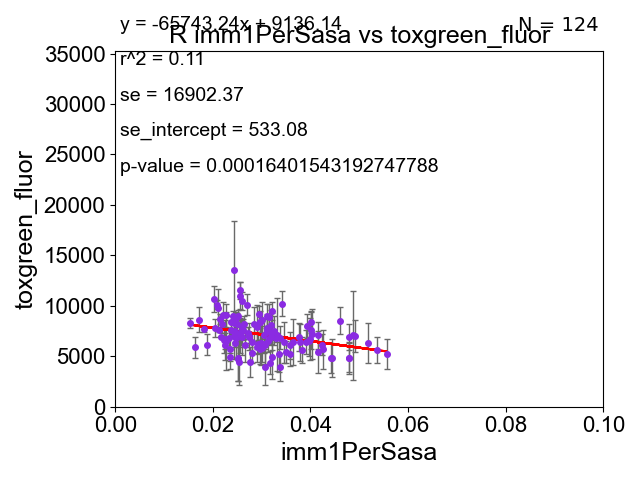 y = -65743.24x + 9136.14
N = 124
R imm1PerSasa vs toxgreen_fluor
r^2 = 0.11
se = 16902.37
se_intercept = 533.08
p-value = 0.00016401543192747788
35000
30000
25000
20000
15000
10000
5000
0
toxgreen_fluor
0.00 0.02 0.04 0.06 0.08 0.10
imm1PerSasa